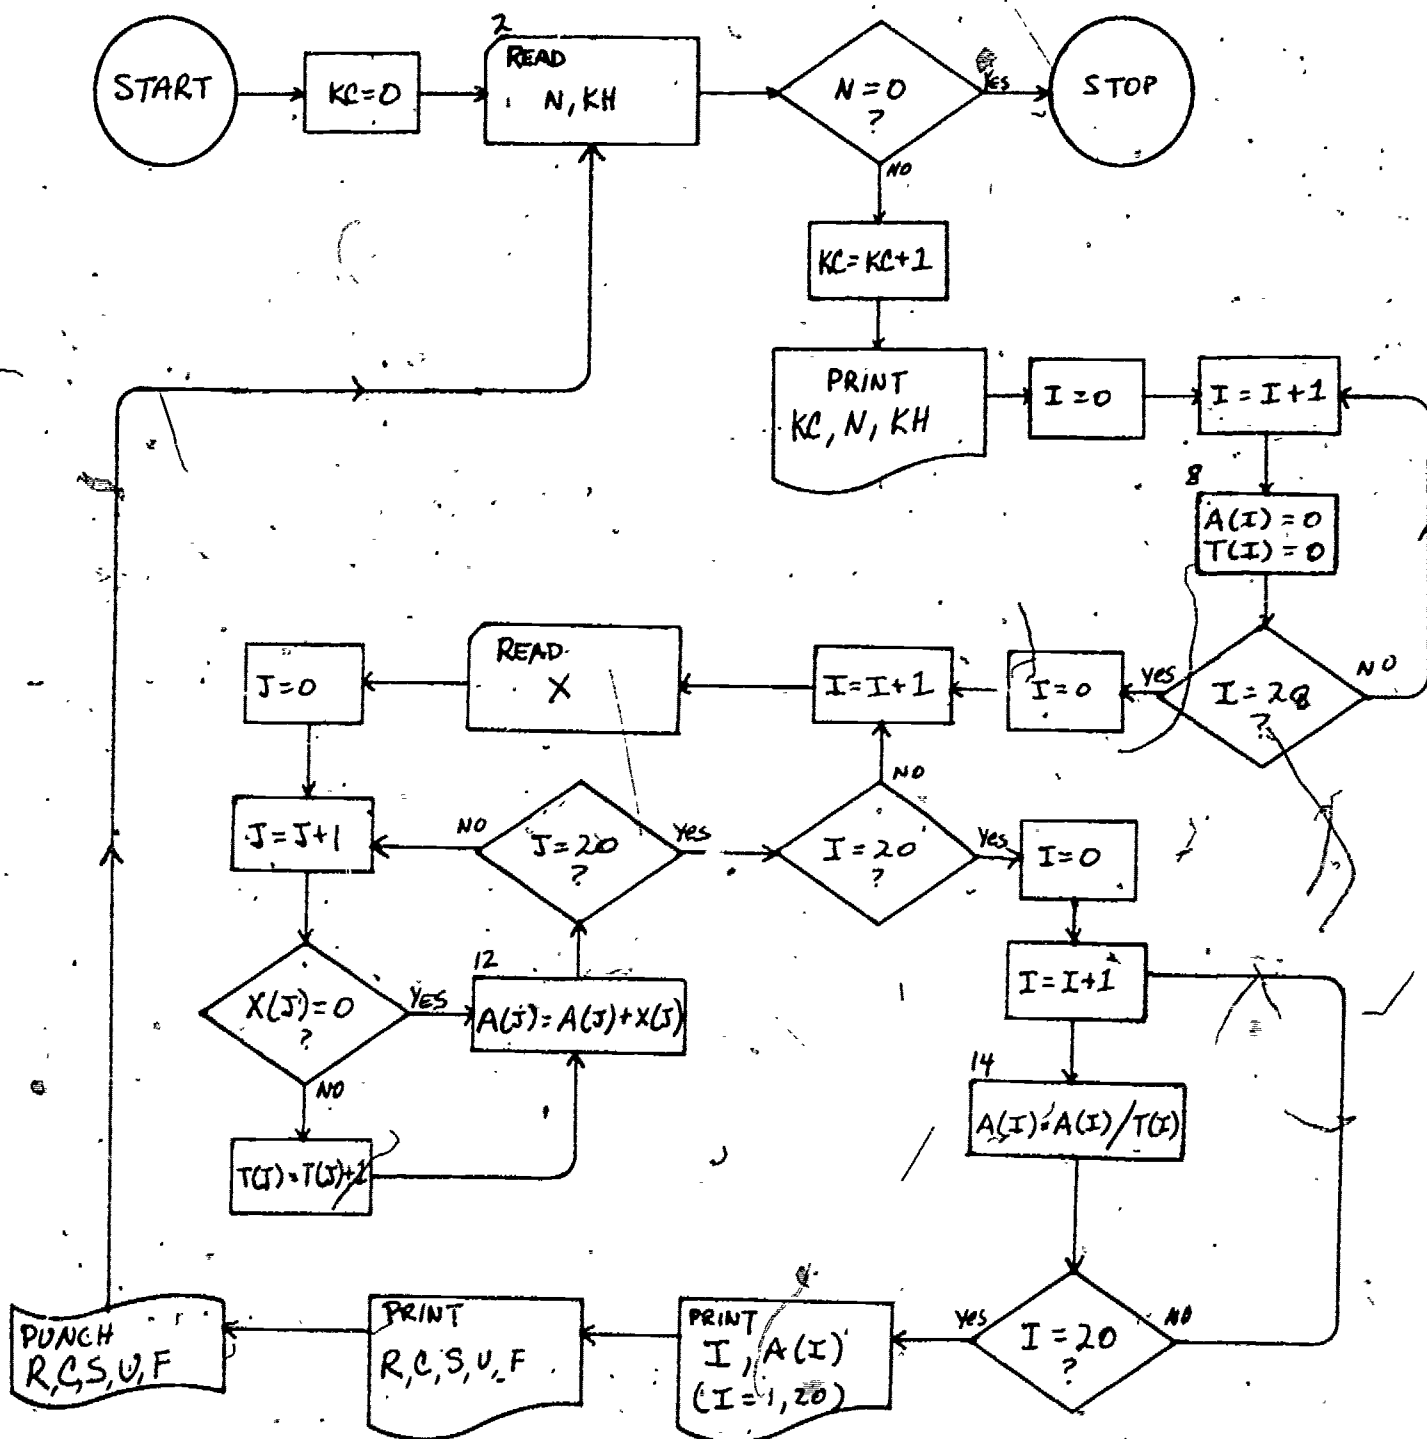 START
KC=0
2
READ
N, KH
N=0
?
YES
STOP
NO
KC=KC+1
PRINT
KC, N, KH
I=0
I=I+1
8
A(I)=0
T(I)=0
I=28
?
NO
YES
I=0
I=I+1
READ
X
J=0
J=J+1
NO
J=20
?
YES
NO
I=20
?
YES
I=0
I=I+1
X(J)=0
?
YES
12
A(J)=A(J)+X(J)
NO
T(J)=T(J)+1
14
A(I)=A(I)/T(I)
I=20
?
NO
YES
PRINT
I, A(I)
(I=1,20)
PRINT
R,C,S,U,F
PUNCH
R,C,S,U,F